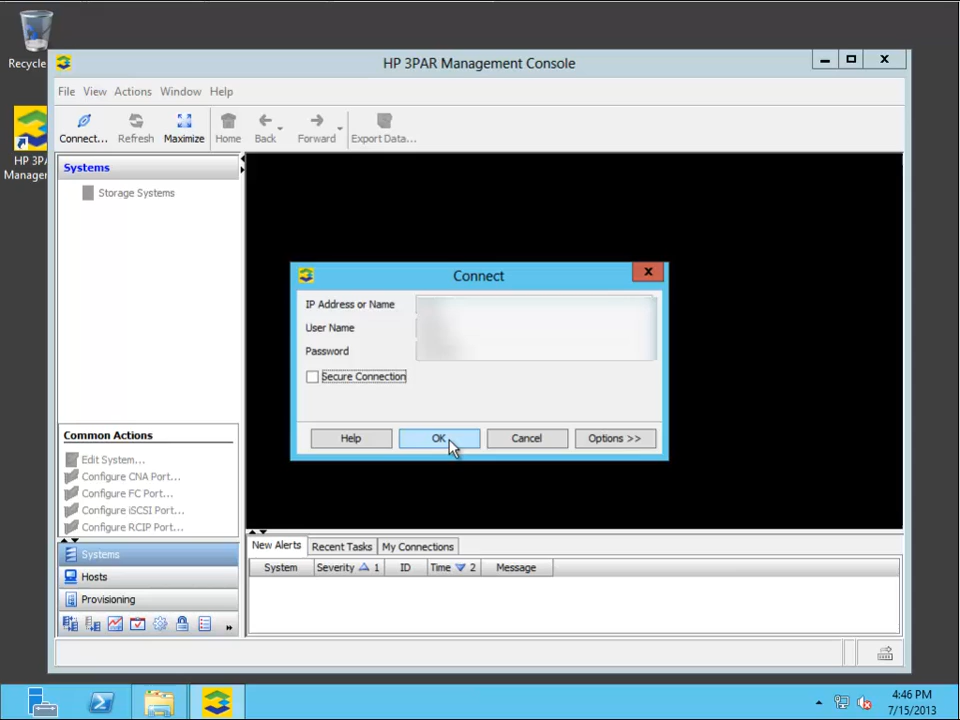 Recycle
HP 3PA
Manager
HP 3PAR Management Console
File View Actions Window Help
Connect... Refresh Maximize Home Back Forward Export Data...
Systems
Storage Systems
Connect
IP Address or Name
User Name
Password
Secure Connection
Help OK Cancel Options >>
Common Actions
Edit System...
Configure CNA Port...
Configure FC Port...
Configure iSCSI Port...
Configure RCIP Port...
Systems
Hosts
Provisioning
»
New Alerts Recent Tasks My Connections
System Severity 1 ID Time 2 Message
4:46 PM
7/15/2013